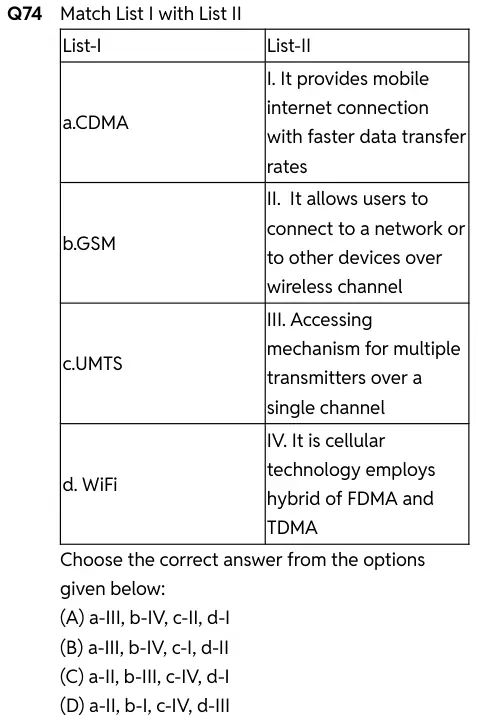 Q74 Match List I with List II
List-I
List-II
a.CDMA
I. It provides mobile
internet connection
with faster data transfer
rates
b.GSM
II. It allows users to
connect to a network or
to other devices over
wireless channel
c.UMTS
III. Accessing
mechanism for multiple
transmitters over a
single channel
d. WiFi
IV. It is cellular
technology employs
hybrid of FDMA and
TDMA
Choose the correct answer from the options
given below:
(A) a-III, b-IV, c-II, d-I
(B) a-III, b-IV, c-I, d-II
(C) a-II, b-III, c-IV, d-I
(D) a-II, b-I, c-IV, d-III